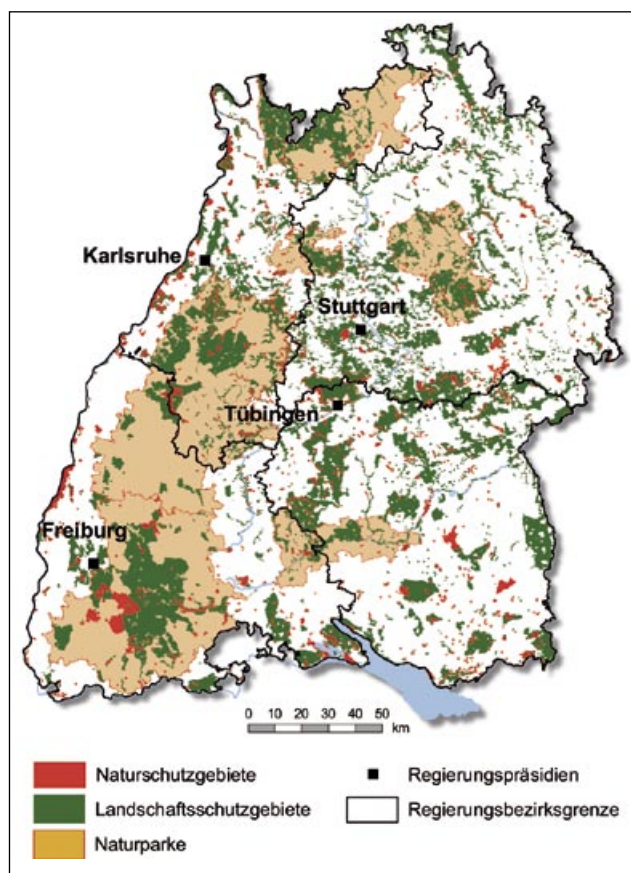 Karlsruhe
Stuttgart
Tübingen
Freiburg
0 10 20 30 40 50
km
Naturschutzgebiete
Regierungspräsidien
Landschaftsschutzgebiete
Regierungsbezirksgrenze
Naturparke